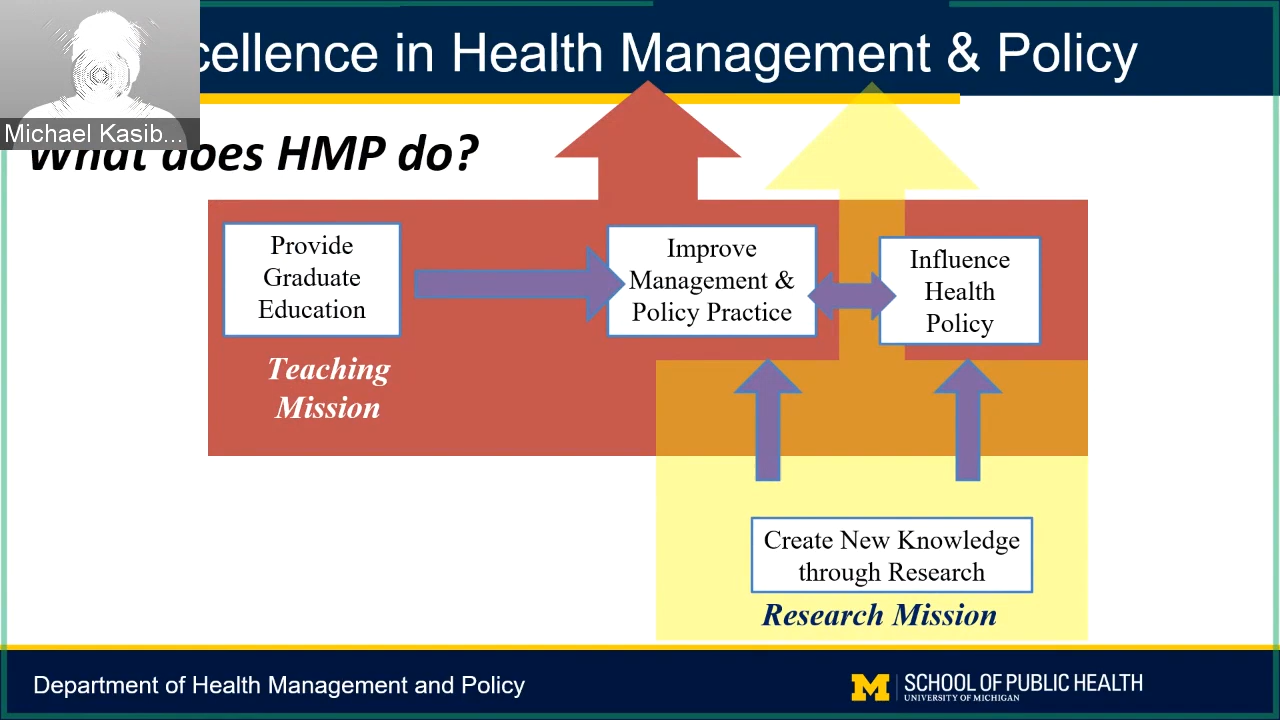 cellence in Health Management & Policy
Michael Kasib...
What does HMP do?
Provide
Graduate
Education
Improve
Management &
Policy Practice
Influence
Health
Policy
Teaching
Mission
Create New Knowledge
through Research
Research Mission
Department of Health Management and Policy
M
SCHOOL OF PUBLIC HEALTH
UNIVERSITY OF MICHIGAN